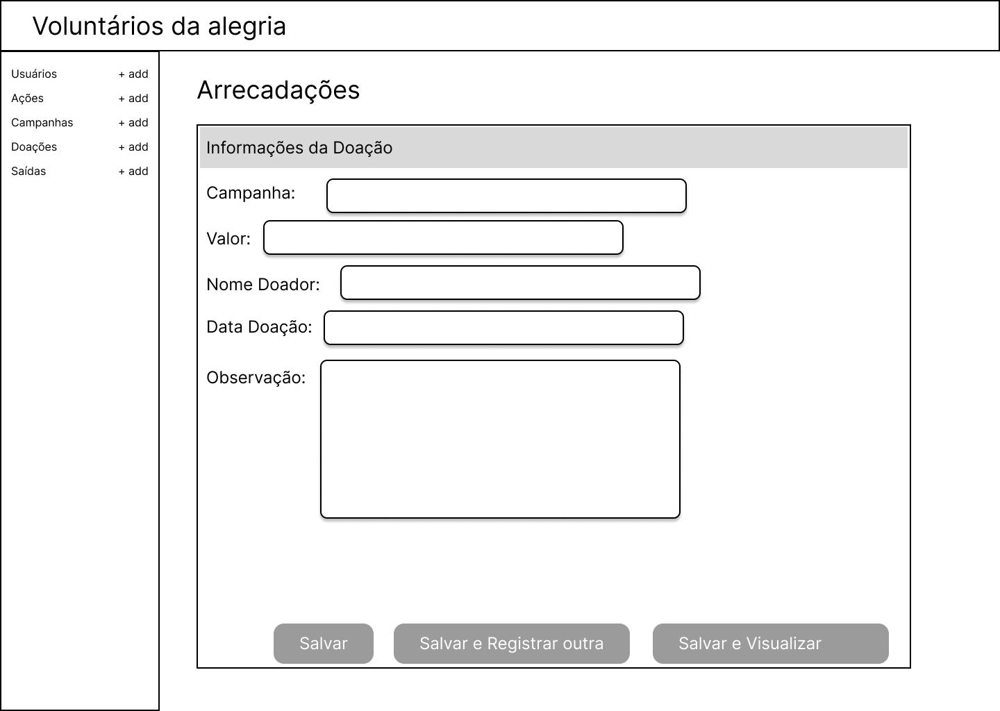 Voluntários da alegria
Usuários + add
Ações + add
Campanhas + add
Doações + add
Saídas + add
Arrecadações
Informações da Doação
Campanha:
Valor:
Nome Doador:
Data Doação:
Observação:
Salvar Salvar e Registrar outra Salvar e Visualizar